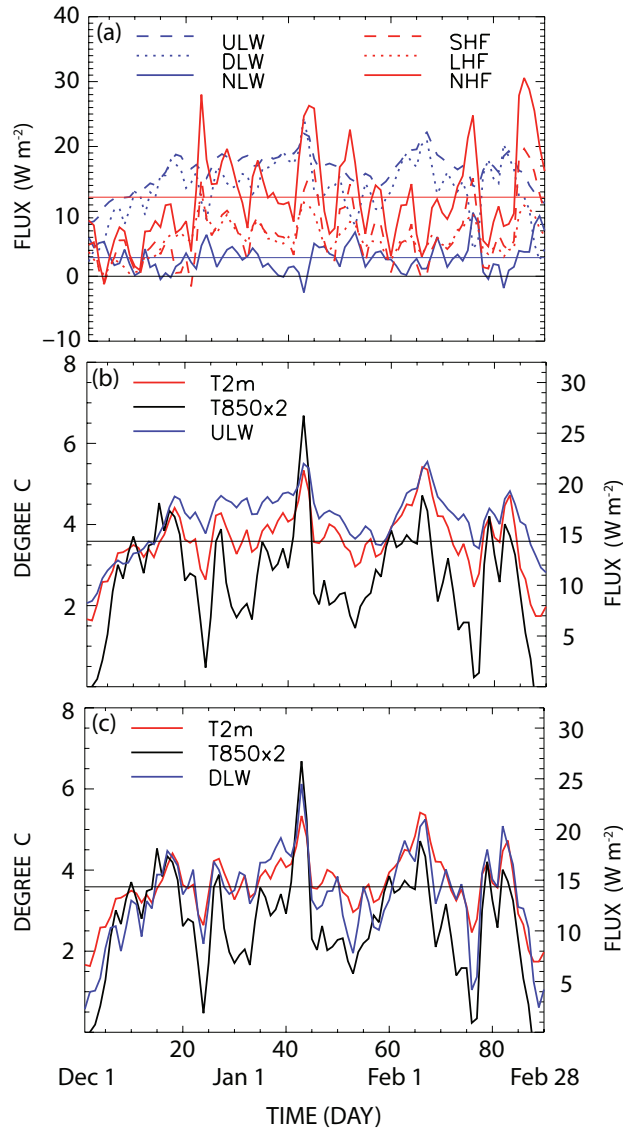 (a)
ULW
DLW
NLW
SHF
LHF
NHF
40
30
20
10
0
−10
FLUX (W m-2)
(b)
T2m
T850x2
ULW
8
6
4
2
DEGREE C
30
25
20
15
10
5
FLUX (W m-2)
(c)
T2m
T850x2
DLW
8
6
4
2
DEGREE C
30
25
20
15
10
5
FLUX (W m-2)
20 40 60 80
Dec 1 Jan 1 Feb 1 Feb 28
TIME (DAY)